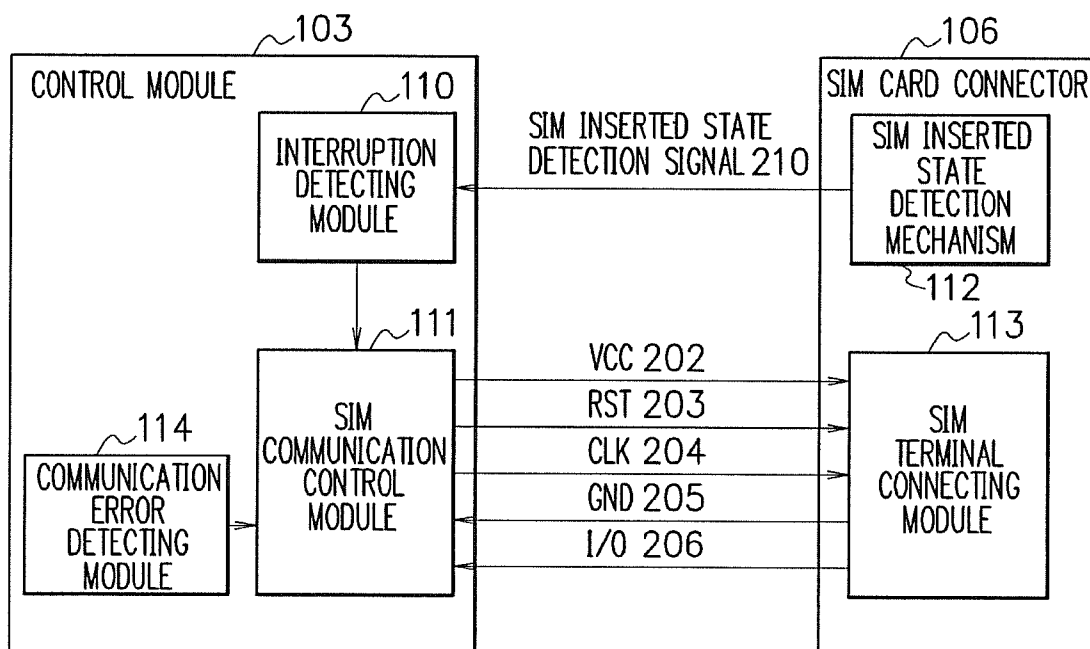 103
CONTROL MODULE
110
INTERRUPTION
DETECTING
MODULE
SIM INSERTED STATE
DETECTION SIGNAL 210
106
SIM CARD CONNECTOR
SIM INSERTED
STATE
DETECTION
MECHANISM
112
111
SIM
COMMUNICATION
CONTROL
MODULE
114
COMMUNICATION
ERROR
DETECTING
MODULE
VCC 202
RST 203
CLK 204
GND 205
I/O 206
113
SIM
TERMINAL
CONNECTING
MODULE